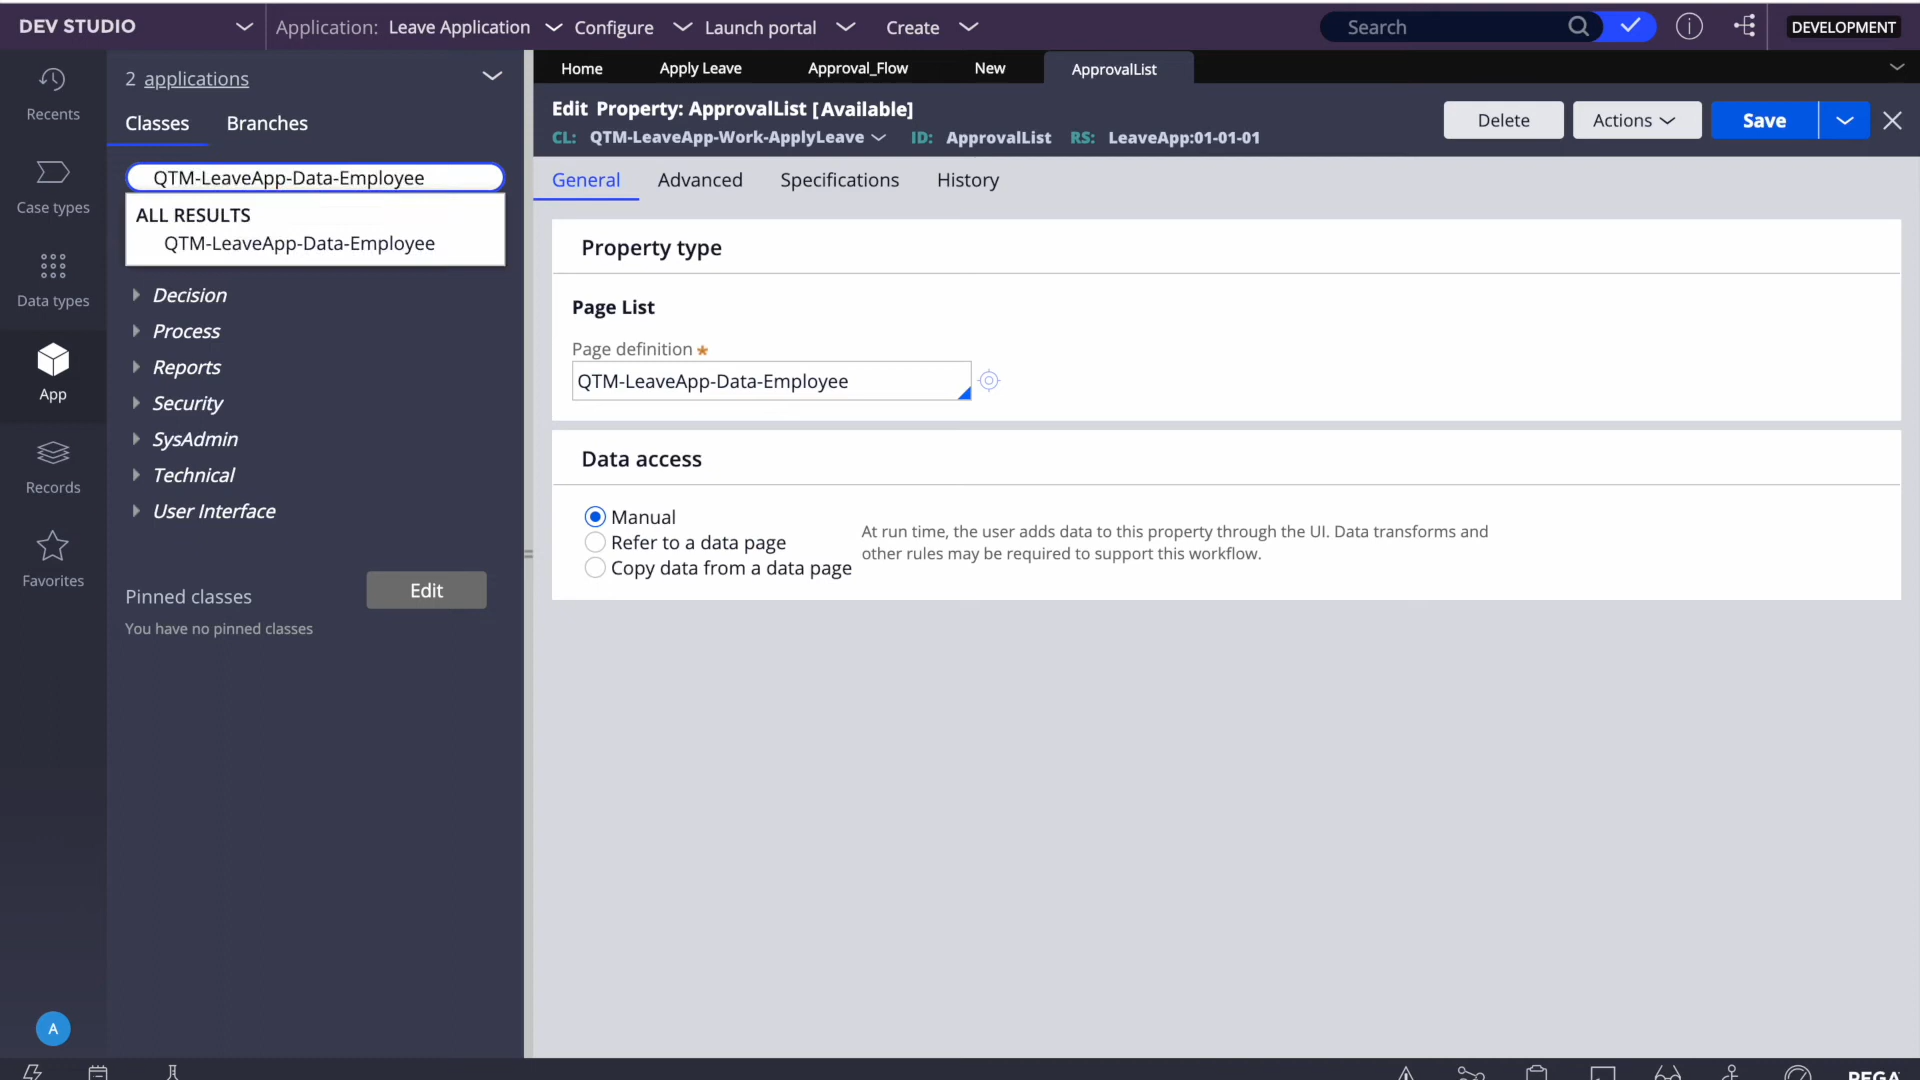 DEV STUDIO
Application: Leave Application
Configure
Launch portal
Create
Search
DEVELOPMENT
Recents
Case types
Data types
App
Records
Favorites
A
2 applications
Classes
Branches
QTM-LeaveApp-Data-Employee
ALL RESULTS
QTM-LeaveApp-Data-Employee
Decision
Process
Reports
Security
SysAdmin
Technical
User Interface
Pinned classes
Edit
You have no pinned classes
Home
Apply Leave
Approval_Flow
New
ApprovalList
Edit Property: ApprovalList [Available]
CL: QTM-LeaveApp-Work-ApplyLeave ID: ApprovalList RS: LeaveApp:01-01-01
Delete
Actions
Save
General
Advanced
Specifications
History
Property type
Page List
Page definition *
QTM-LeaveApp-Data-Employee
Data access
Manual
Refer to a data page
Copy data from a data page
At run time, the user adds data to this property through the UI. Data transforms and
other rules may be required to support this workflow.
PEGA